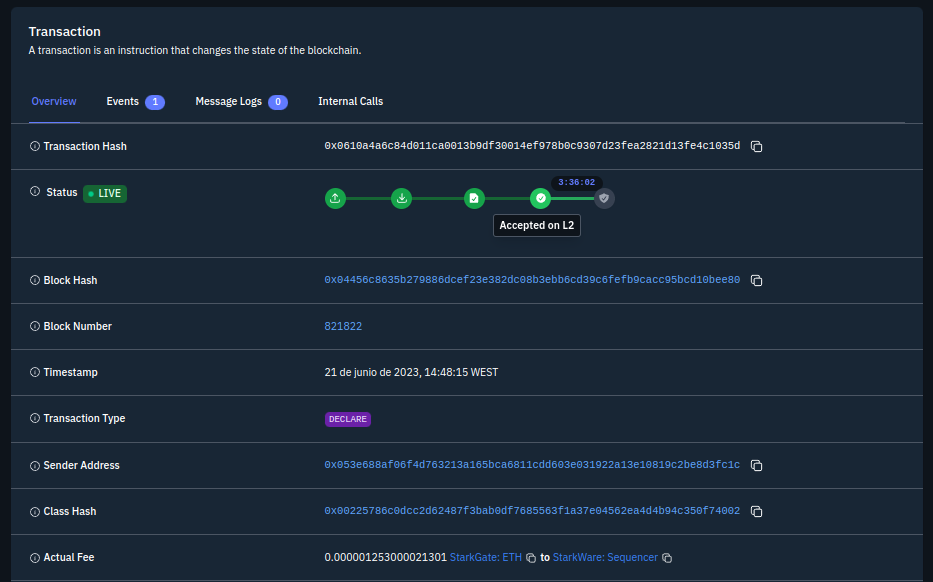 Transaction
A transaction is an instruction that changes the state of the blockchain.
Overview Events 1 Message Logs 0 Internal Calls
Transaction Hash 0x0610a4a6c84d011ca0013b9df30014ef978b0c9307d23fea2821d13fe4c1035d
3:36:02
Status LIVE
Accepted on L2
Block Hash 0x04456c8635b279886dcef23e382dc08b3ebb6cd39c6fefb9cacc95bcd10bee80
Block Number 821822
Timestamp 21 de junio de 2023, 14:48:15 WEST
Transaction Type DECLARE
Sender Address 0x053e688af06f4d763213a165bca6811cdd603e031922a13e10819c2be8d3fc1c
Class Hash 0x00225786c0dcc2d62487f3bab0df7685563f1a37e04562ea4d4b94c350f74002
Actual Fee 0.000001253000021301 StarkGate: ETH to StarkWare: Sequencer